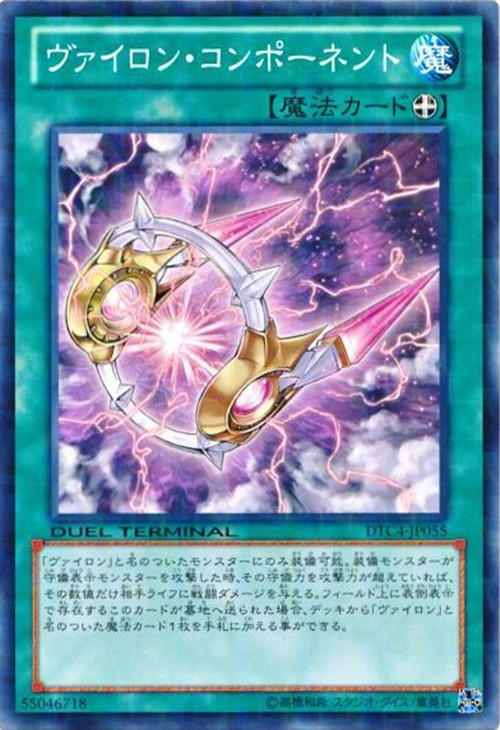 ヴァイロン・コンポーネント 魔
【魔法カード】
DUEL TERMINAL DTC4-JP055
「ヴァイロン」と名のついたモンスターにのみ装備可能。装備モンスターが
守備表示モンスターを攻撃した時、その守備力を攻撃力が超えていれば、
その数値だけ相手ライフに戦闘ダメージを与える。フィールド上に表側表示
で存在するこのカードが墓地へ送られた場合、デッキから「ヴァイロン」と
名のついた魔法カード1枚を手札に加える事ができる。
55046718 ©高橋和希 スタジオ・ダイス/集英社